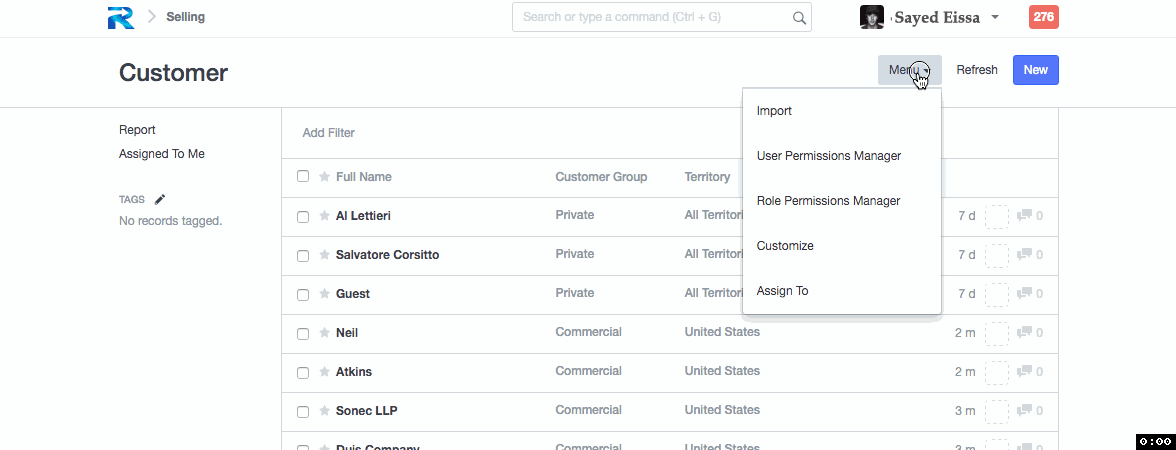 Selling
Search or type a command (Ctrl + G)
Sayed Eissa
276
Customer
Menu
Refresh
New
Import
User Permissions Manager
Role Permissions Manager
Customize
Assign To
Report
Assigned To Me
TAGS
No records tagged.
Add Filter
Full Name Customer Group Territory
Al Lettieri Private All Territori 7 d 0
Salvatore Corsitto Private All Territori 7 d 0
Guest Private All Territori 7 d 0
Neil Commercial United States 2 m 0
Atkins Commercial United States 2 m 0
Sonec LLP Commercial United States 3 m 0
Duis Company Commercial United States 3 m 0
0:00